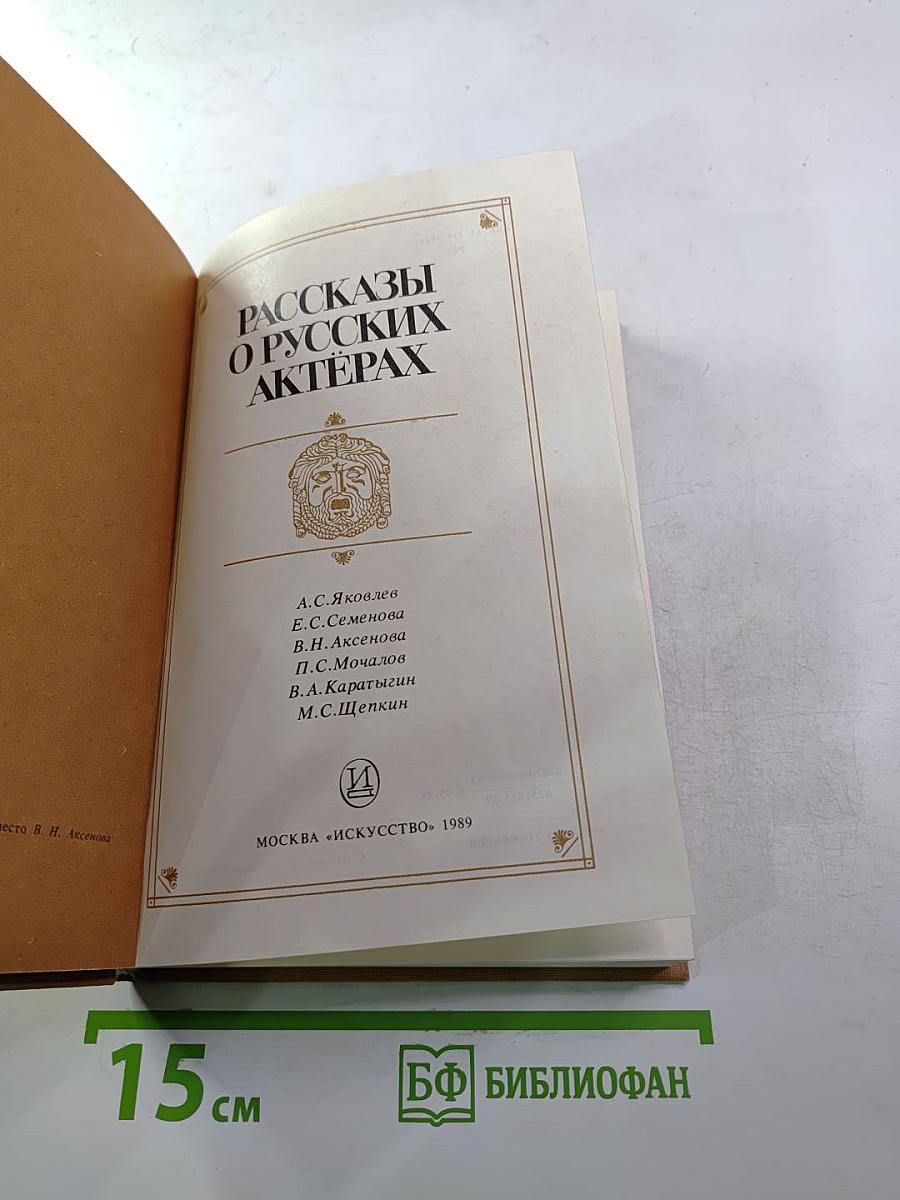 РАССКАЗЫ
О РУССКИХ
АКТЁРАХ
А.С.Яковлев
Е.С.Семенова
В.Н.Аксенова
П.С.Мочалов
В.А.Каратыгин
М.С.Щепкин
И
МОСКВА «ИСКУССТВО» 1989
В. Н. Аксенова
15 см
БФ БИБЛИОФАН